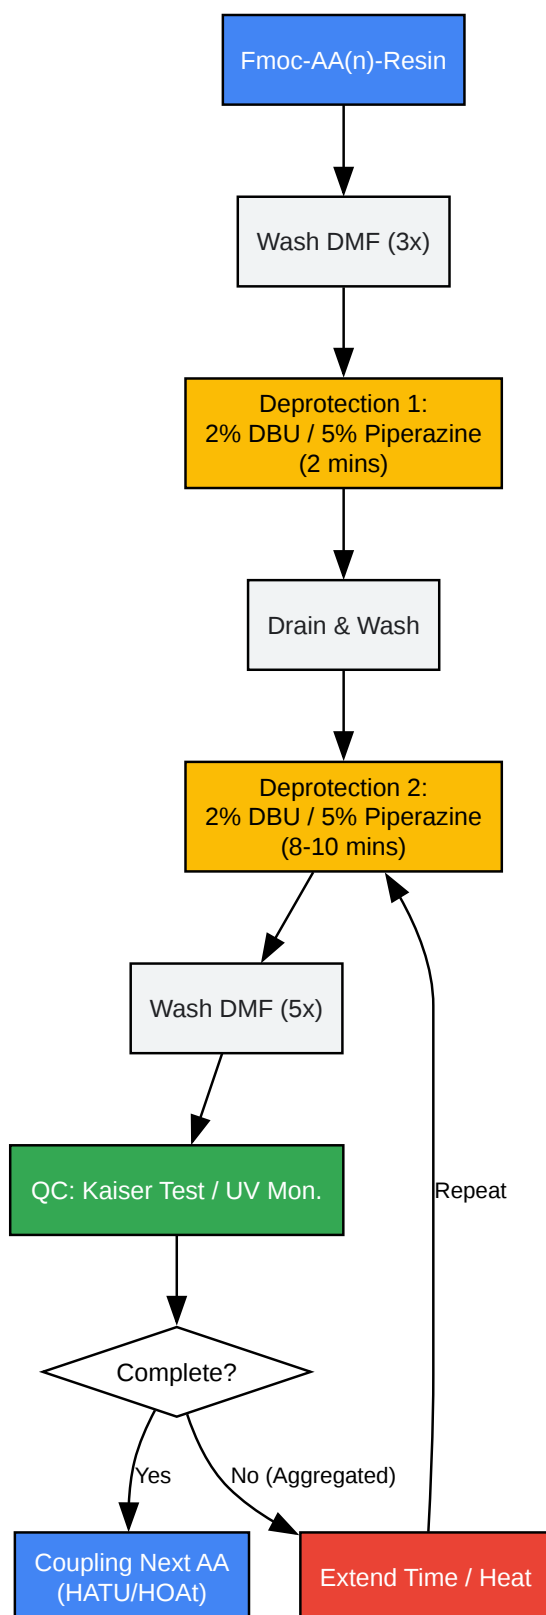 Fmoc-AA(n)-Resin
Wash DMF (3x)
Deprotection 1:
2% DBU / 5% Piperazine
(2 mins)
Drain & Wash
Deprotection 2:
2% DBU / 5% Piperazine
(8-10 mins)
Wash DMF (5x)
QC: Kaiser Test / UV Mon.
Repeat
Complete?
Yes
No (Aggregated)
Coupling Next AA
(HATU/HOAt)
Extend Time / Heat